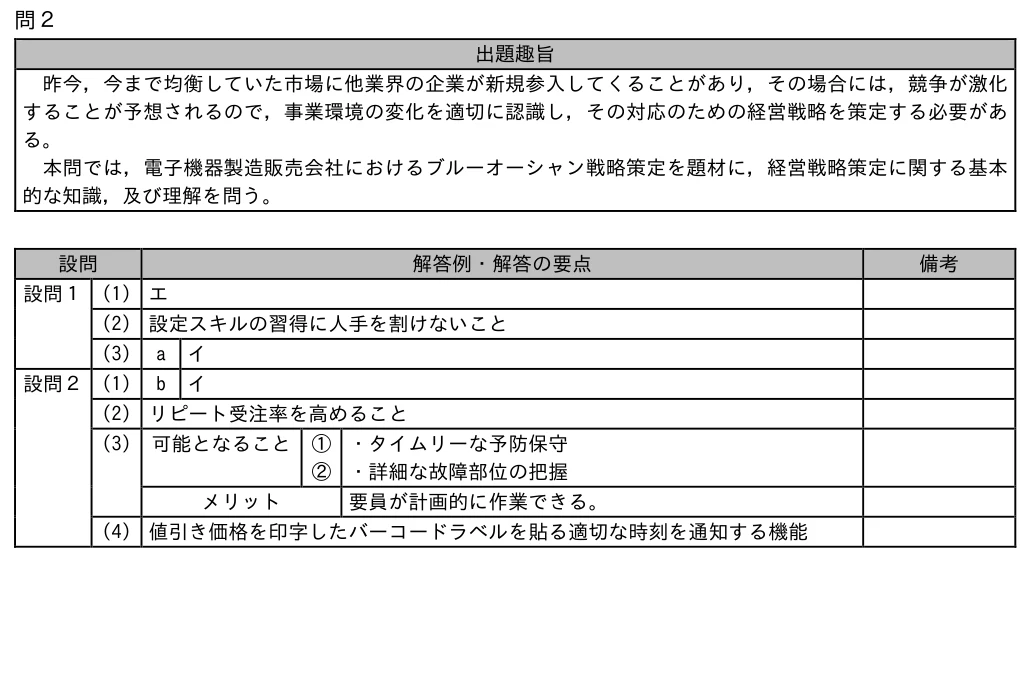 問２
出題趣旨
昨今，今まで均衡していた市場に他業界の企業が新規参入してくることがあり，その場合には，競争が激化
することが予想されるので，事業環境の変化を適切に認識し，その対応のための経営戦略を策定する必要があ
る。
本問では，電子機器製造販売会社におけるブルーオーシャン戦略策定を題材に，経営戦略策定に関する基本
的な知識，及び理解を問う。
設問 解答例・解答の要点 備考
設問１ (1) エ
(2) 設定スキルの習得に人手を割けないこと
(3) a イ
設問２ (1) b イ
(2) リピート受注率を高めること
(3) 可能となること ① ・タイムリーな予防保守
② ・詳細な故障部位の把握
メリット 要員が計画的に作業できる。
(4) 値引き価格を印字したバーコードラベルを貼る適切な時刻を通知する機能